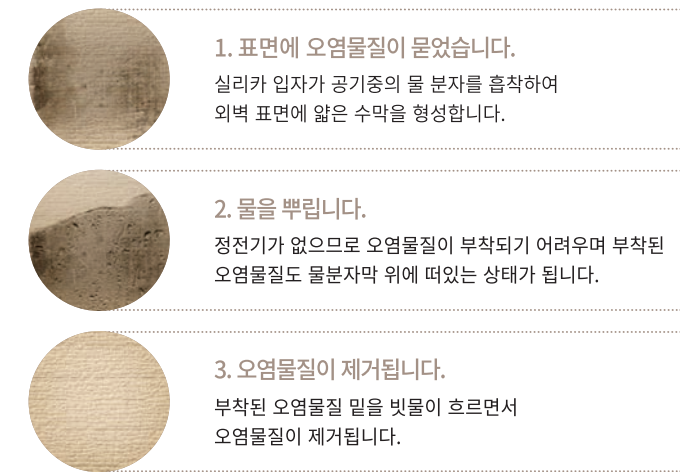 1. 표면에 오염물질이 묻었습니다.
실리카 입자가 공기중의 물 분자를 흡착하여
외벽 표면에 얇은 수막을 형성합니다.
2. 물을 뿌립니다.
정전기가 없으므로 오염물질이 부착되기 어려우며 부착된
오염물질도 물분자막 위에 떠있는 상태가 됩니다.
3. 오염물질이 제거됩니다.
부착된 오염물질 밑을 빗물이 흐르면서
오염물질이 제거됩니다.